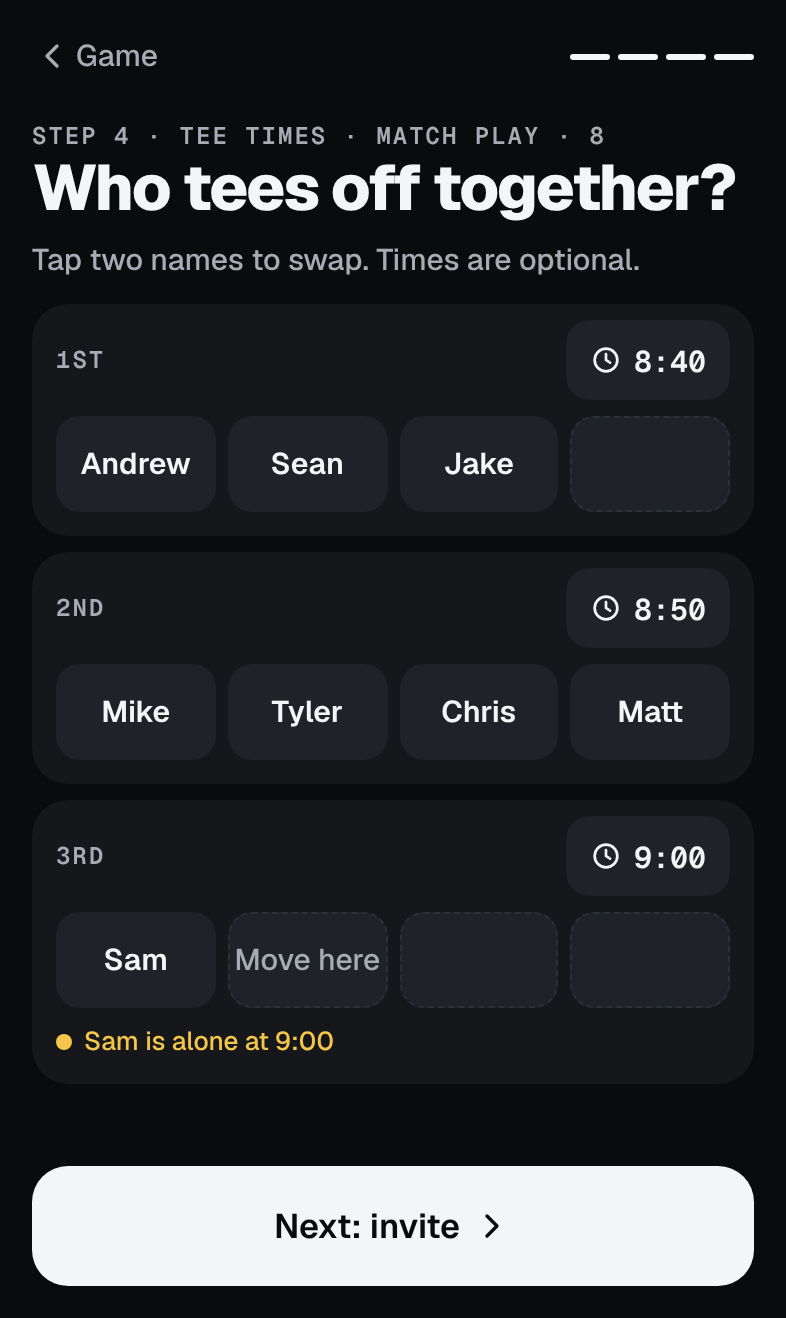 Game
STEP 4 · TEE TIMES · MATCH PLAY · 8
Who tees off together?
Tap two names to swap. Times are optional.
1ST 8:40
Andrew Sean Jake
2ND 8:50
Mike Tyler Chris Matt
3RD 9:00
Sam Move here
Sam is alone at 9:00
Next: invite